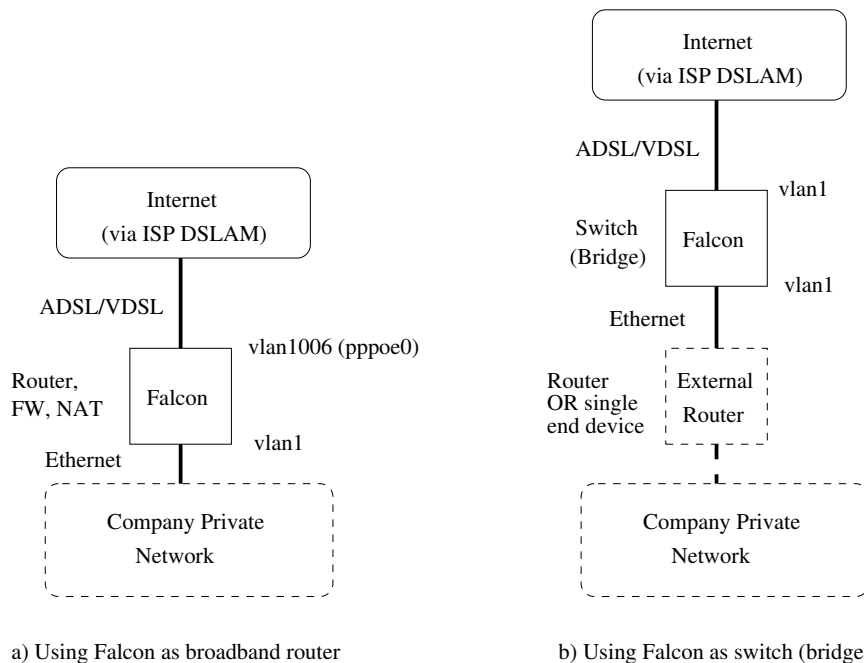 Internet
(via ISP DSLAM)
ADSL/VDSL
vlan1006 (pppoe0)
Router,
FW, NAT
Falcon
vlan1
Ethernet
Company Private
Network
a) Using Falcon as broadband router
Internet
(via ISP DSLAM)
ADSL/VDSL
vlan1
Switch
(Bridge)
Falcon
vlan1
Ethernet
Router
OR single
end device
External
Router
Company Private
Network
b) Using Falcon as switch (bridge